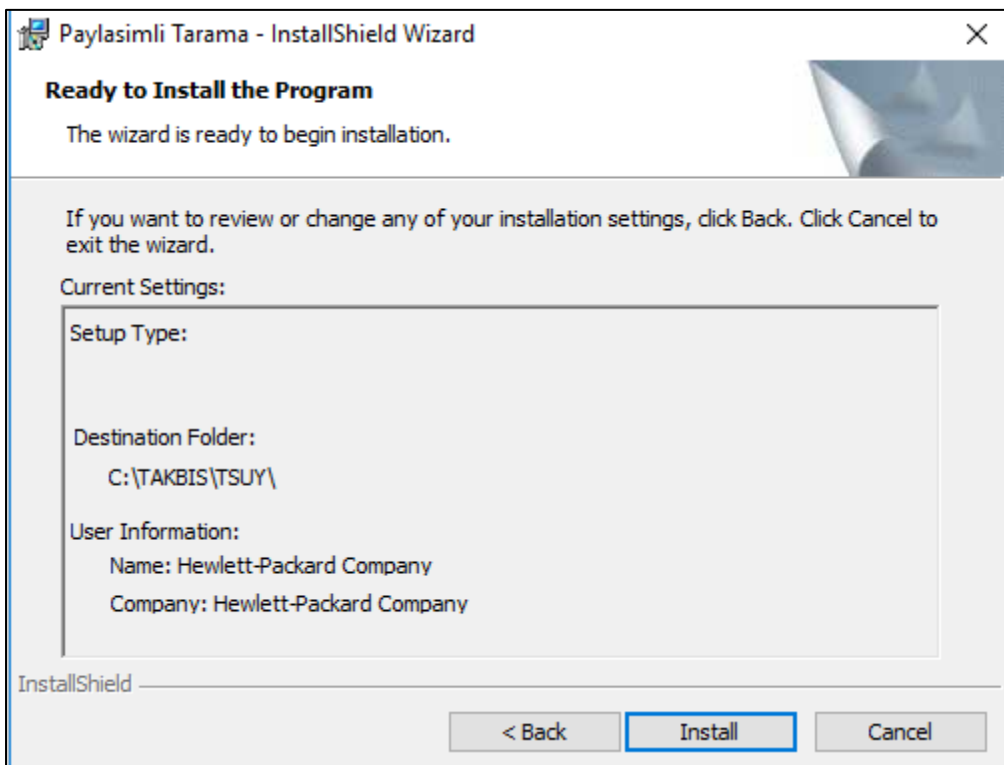 Paylasimli Tarama - InstallShield Wizard
Ready to Install the Program
The wizard is ready to begin installation.
If you want to review or change any of your installation settings, click Back. Click Cancel to
exit the wizard.
Current Settings:
Setup Type:
Destination Folder:
C:\TAKBIS\TSUY\
User Information:
Name: Hewlett-Packard Company
Company: Hewlett-Packard Company
InstallShield
< Back
Install
Cancel